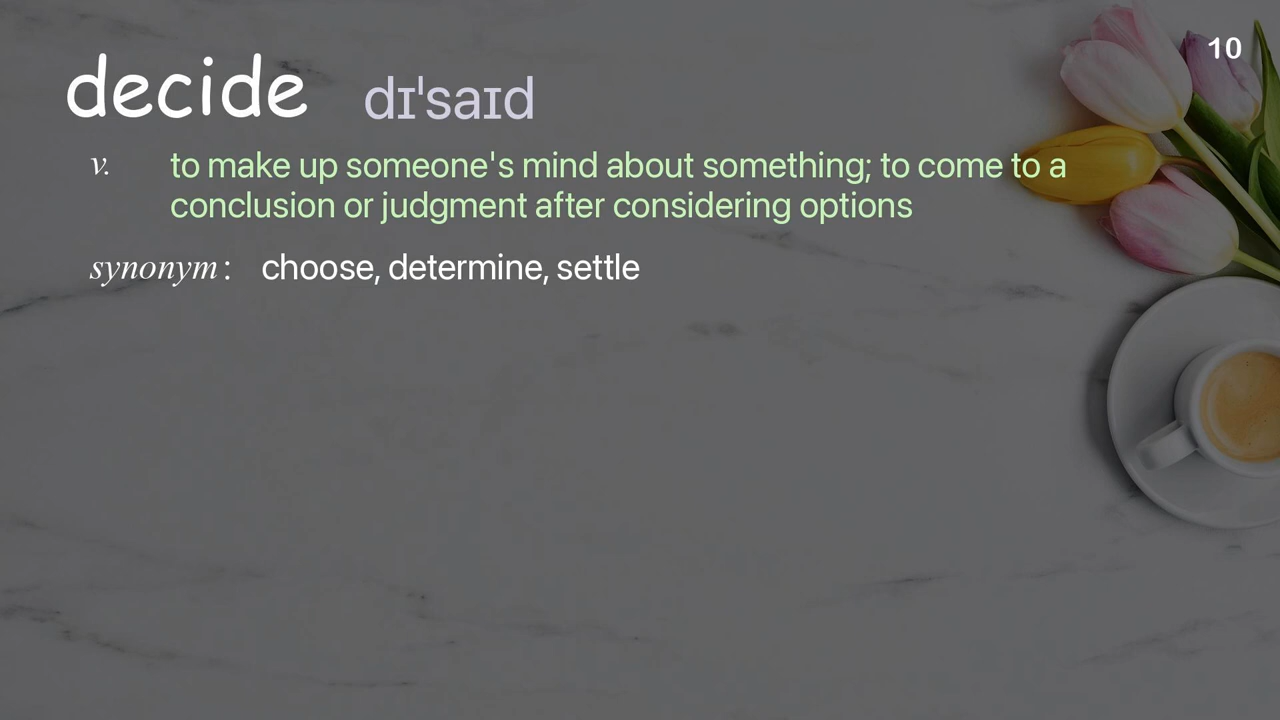 10
decide dɪˈsaɪd
v. to make up someone's mind about something; to come to a
conclusion or judgment after considering options
synonym: choose, determine, settle